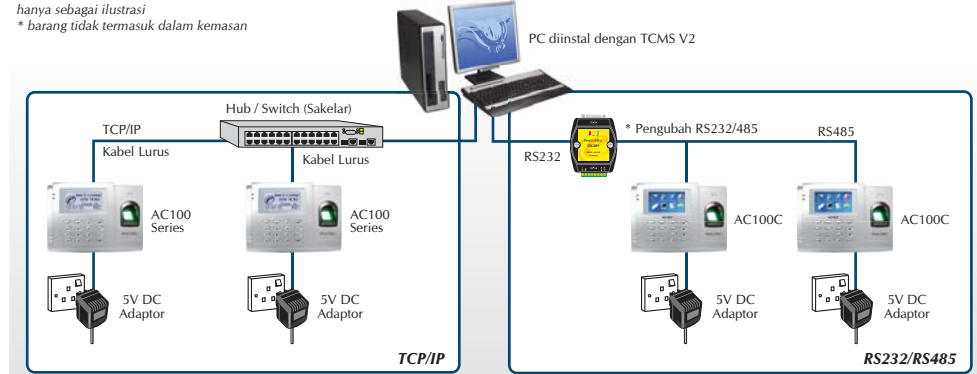 hanya sebagai ilustrasi
* barang tidak termasuk dalam kemasan
PC diinstal dengan TCMS V2
Hub / Switch (Sakelar)
TCP/IP
Kabel Lurus
Kabel Lurus
AC100
Series
AC100
Series
5V DC
Adaptor
5V DC
Adaptor
TCP/IP
RS232
* Pengubah RS232/485
RS485
AC100C
AC100C
5V DC
Adaptor
5V DC
Adaptor
RS232/RS485